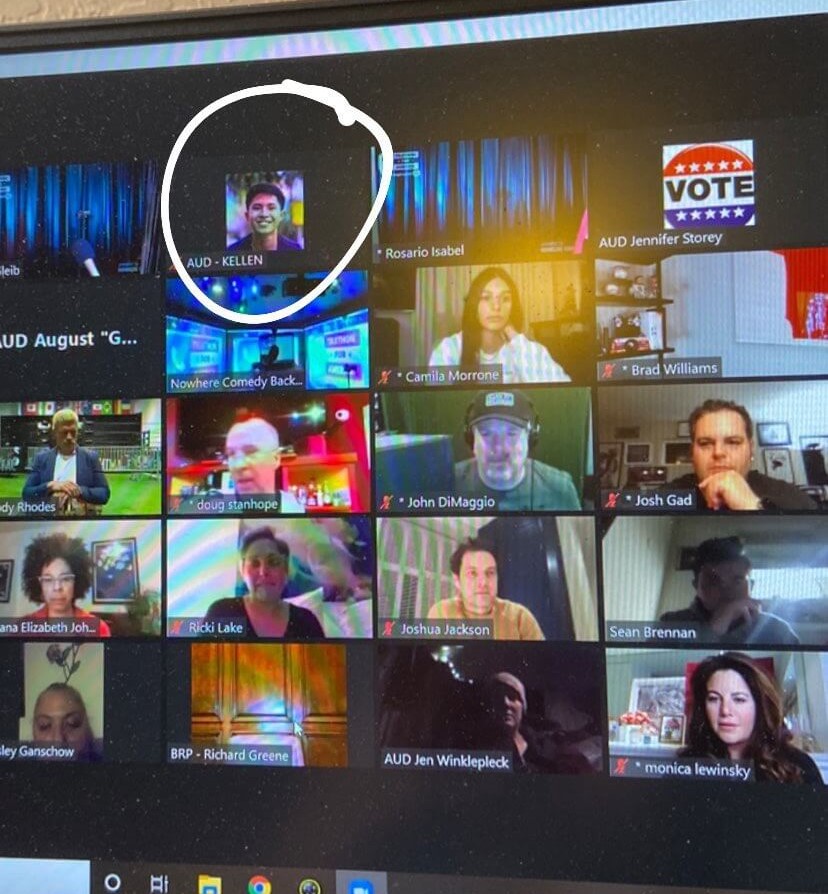 AUD - KELLEN
* Rosario Isabel
VOTE
AUD Jennifer Storey
UD August "G...
Nowhere Comedy Back...
* Camila Morrone
* Brad Williams
dy Rhodes
* doug stanhope
* John DiMaggio
* Josh Gad
ana Elizabeth Joh...
Ricki Lake
* Joshua Jackson
Sean Brennan
ley Ganschow
BRP - Richard Greene
AUD Jen Winklepleck
* monica lewinsky